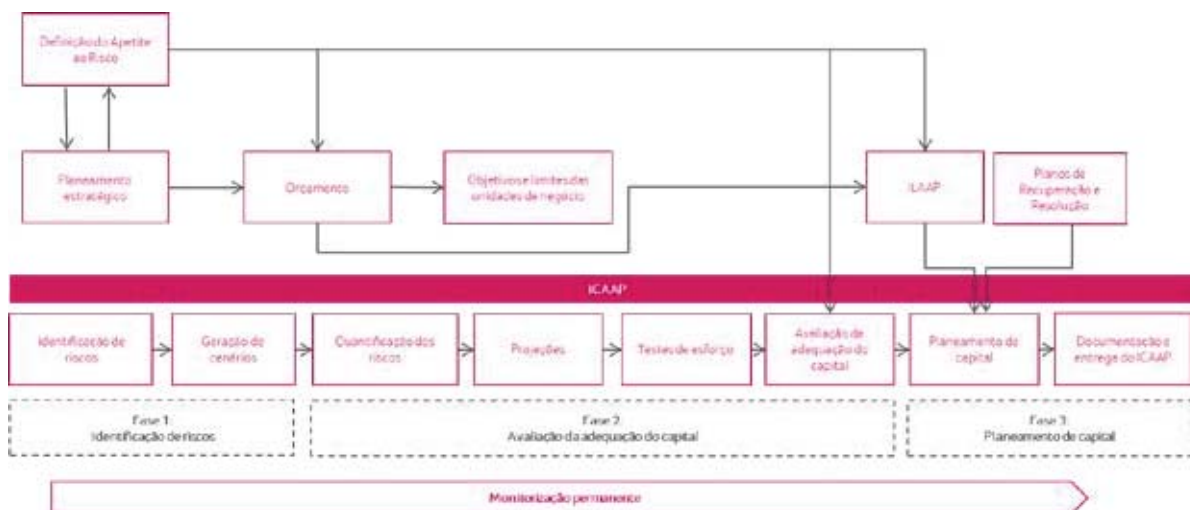 Definição do Apetite
ao Risco
Planeamento
estratégico
Orçamento
Objetivos e limites das
unidades de negócio
ILAAP
Planos de
Recuperação e
Resolução
ICAAP
Identificação de
riscos
Geração de
cenários
Quantificação dos
riscos
Projeções
Testes de esforço
Avaliação de
adequação do
capital
Planeamento de
capital
Documentação e
entrega do ICAAP
Fase 1
Identificação de riscos
Fase 2
Avaliação da adequação do capital
Fase 3
Planeamento de capital
Monitorização permanente